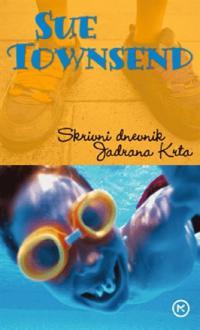 SUE
TOWNSEND
Skrivni dnevnik
Jadrana Krta